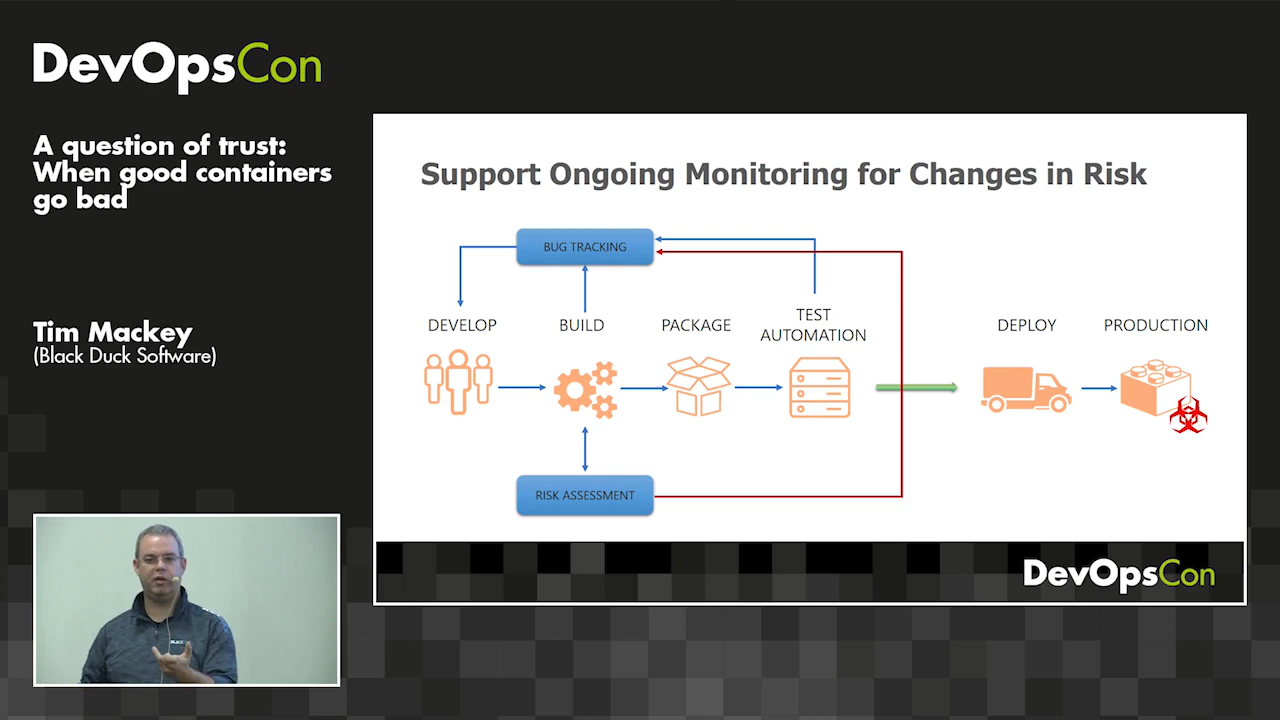 DevOpsCon
A question of trust:
When good containers
go bad
Tim Mackey
(Black Duck Software)
Support Ongoing Monitoring for Changes in Risk
BUG TRACKING
DEVELOP
BUILD
PACKAGE
TEST
AUTOMATION
DEPLOY
PRODUCTION
RISK ASSESSMENT
DevOpsCon